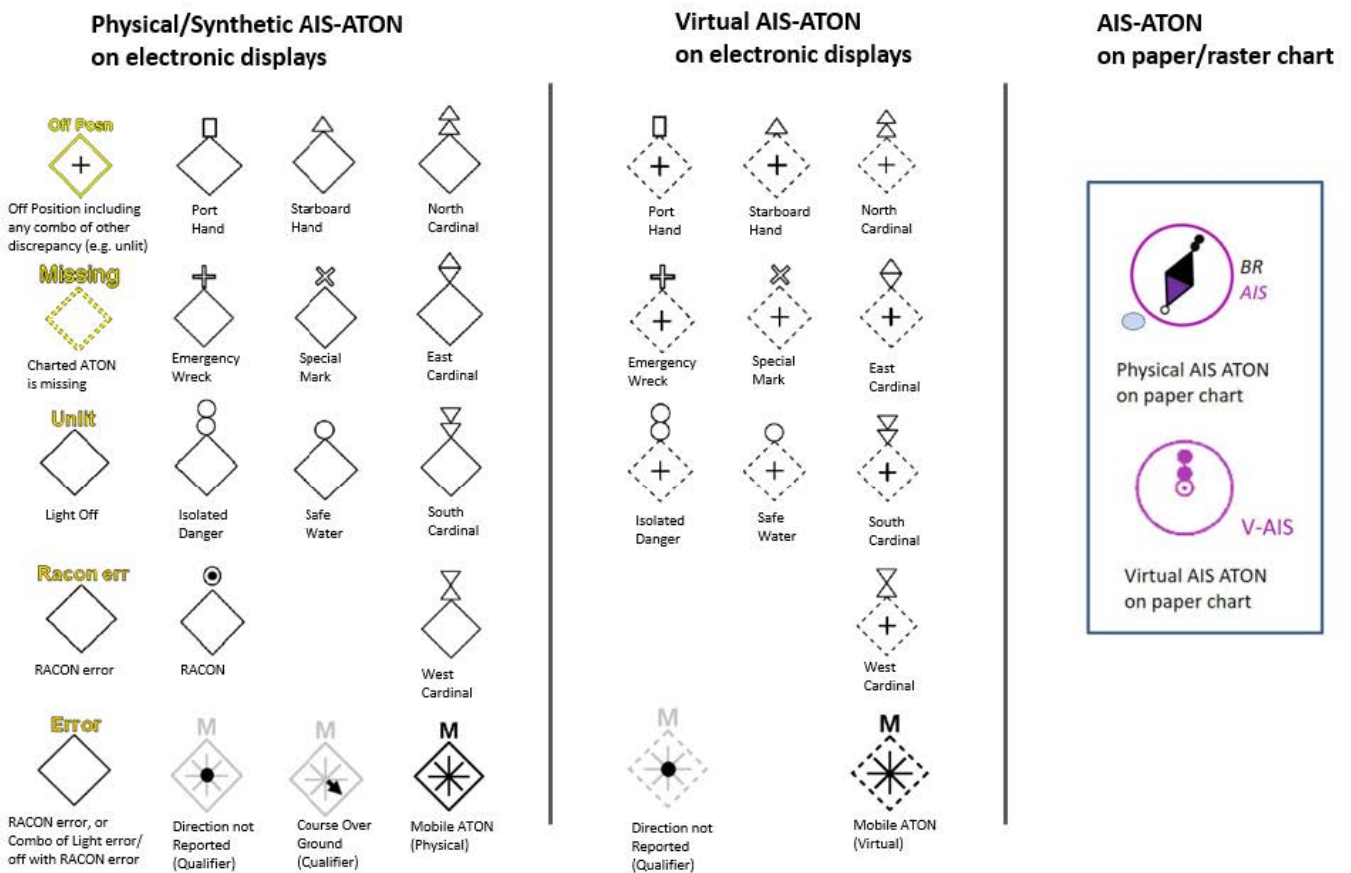 Physical/Synthetic AIS-ATON
on electronic displays
Virtual AIS-ATON
on electronic displays
AIS-ATON
on paper/raster chart
Off Posn
Off Position including
any combo of other
discrepancy (e.g. unlit)
Port
Hand
Starboard
Hand
North
Cardinal
Port
Hand
Starboard
Hand
North
Cardinal
Missing
Charted ATON
is missing
Emergency
Wreck
Special
Mark
East
Cardinal
Emergency
Wreck
Special
Mark
East
Cardinal
BR
AIS
Physical AIS ATON
on paper chart
Unlit
Light Off
Isolated
Danger
Safe
Water
South
Cardinal
Isolated
Danger
Safe
Water
South
Cardinal
V-AIS
Virtual AIS ATON
on paper chart
Racon err
RACON error
RACON
West
Cardinal
West
Cardinal
Error
RACON error, or
Combo of Light error/
off with RACON error
M
Direction not
Reported
(Qualifier)
M
Course Over
Ground
(Cualifier)
M
Mobile ATON
(Physical)
M
Direction not
Reported
(Qualifier)
M
Mobile ATON
(Virtual)